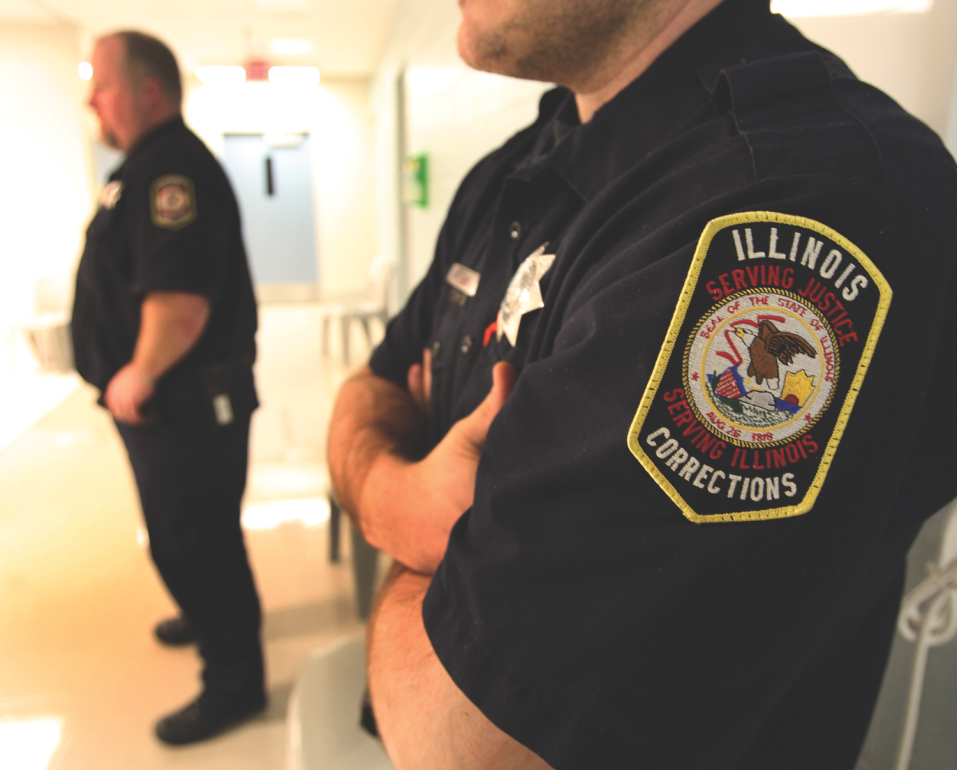 ILLINOIS
SERVING JUSTICE
SEAL OF THE STATE OF ILLINOIS
AUG 26 1818
SERVING ILLINOIS
CORRECTIONS